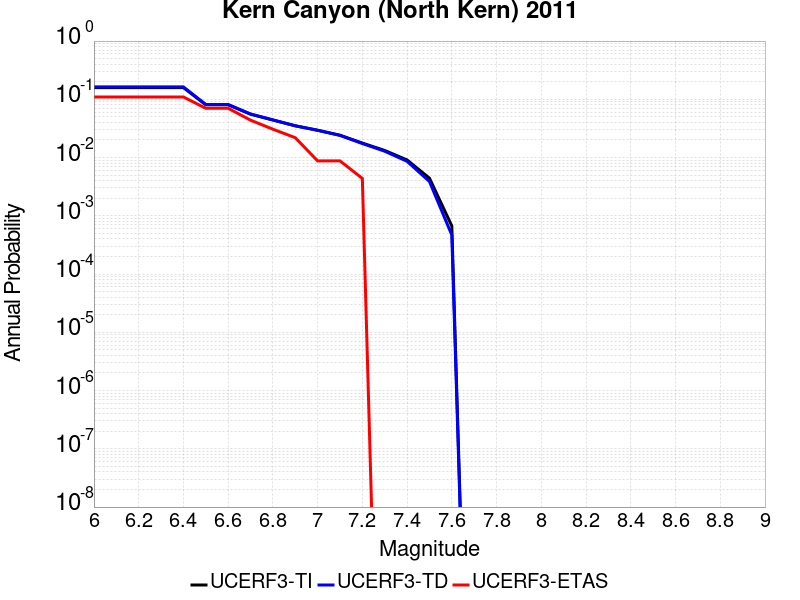 Kern Canyon (North Kern) 2011
10^0
10^-1
10^-2
10^-3
10^-4
10^-5
10^-6
10^-7
10^-8
Annual Probability
6 6.2 6.4 6.6 6.8 7 7.2 7.4 7.6 7.8 8 8.2 8.4 8.6 8.8 9
Magnitude
UCERF3-TI UCERF3-TD UCERF3-ETAS